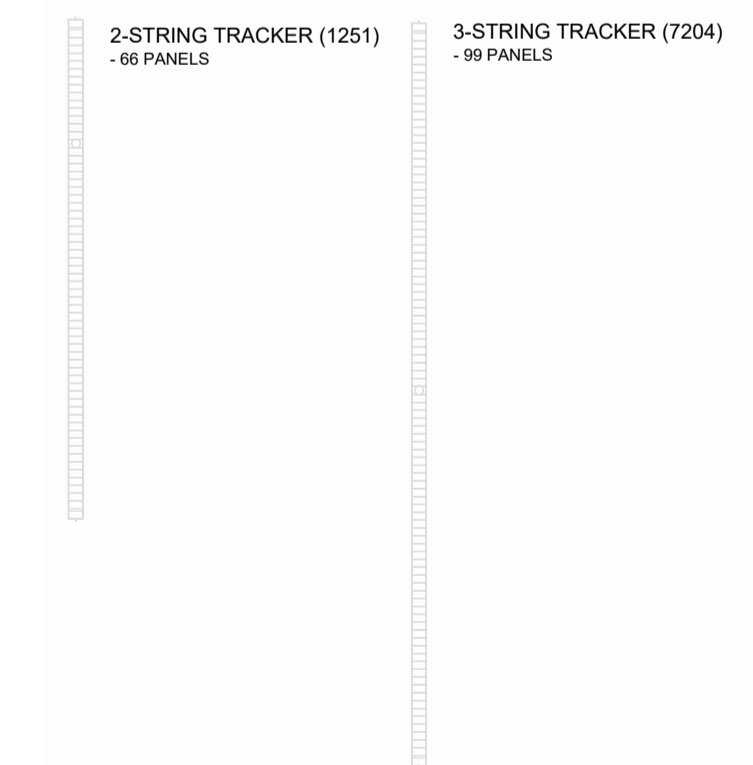 2-STRING TRACKER (1251)
- 66 PANELS
3-STRING TRACKER (7204)
- 99 PANELS